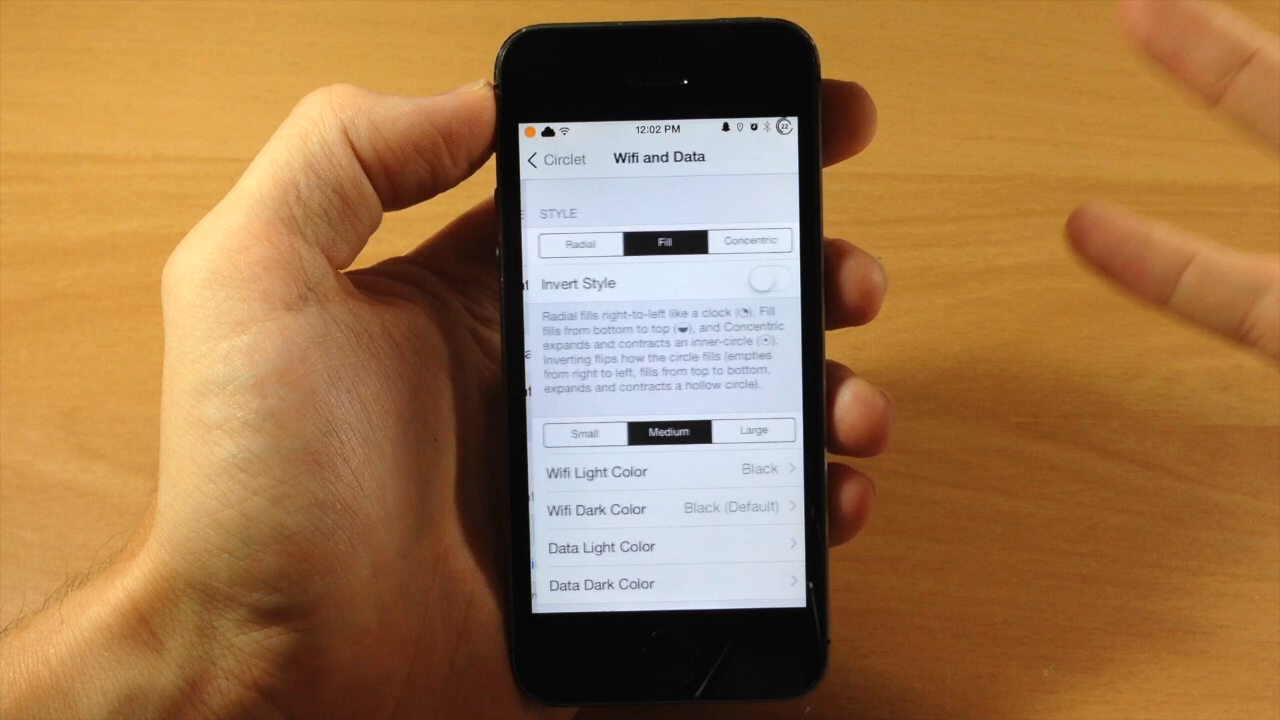 12:02 PM 22
Circlet Wifi and Data
STYLE
Radial Fill Concentric
Invert Style
Radial fills right-to-left like a clock (). Fill
fills from bottom to top (), and Concentric
expands and contracts an inner-circle ().
Inverting flips how the circle fills (empties
from right to left, fills from top to bottom,
expands and contracts a hollow circle).
Small Medium Large
Wifi Light Color Black
Wifi Dark Color Black (Default)
Data Light Color
Data Dark Color